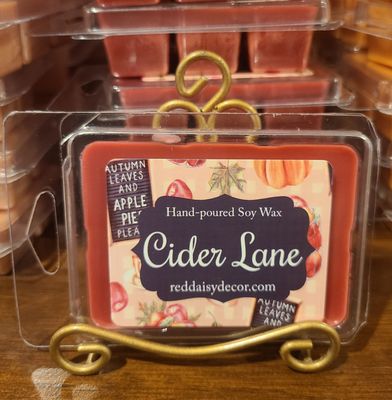 AUTUMN
LEAVES
AND
APPLE
PIE
PLEA
Hand-poured Soy Wax
Cider Lane
reddaisydecor.com
AUTUMN
LEAVES
AND